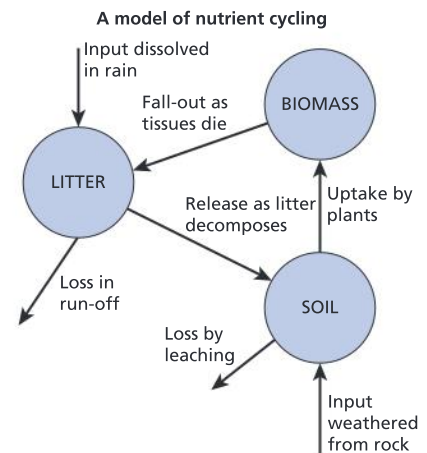 A model of nutrient cycling
Input dissolved
in rain
BIOMASS
Fall-out as
tissues die
LITTER
Release as litter
decomposes
Uptake by
plants
Loss in
run-off
SOIL
Loss by
leaching
Input
weathered
from rock